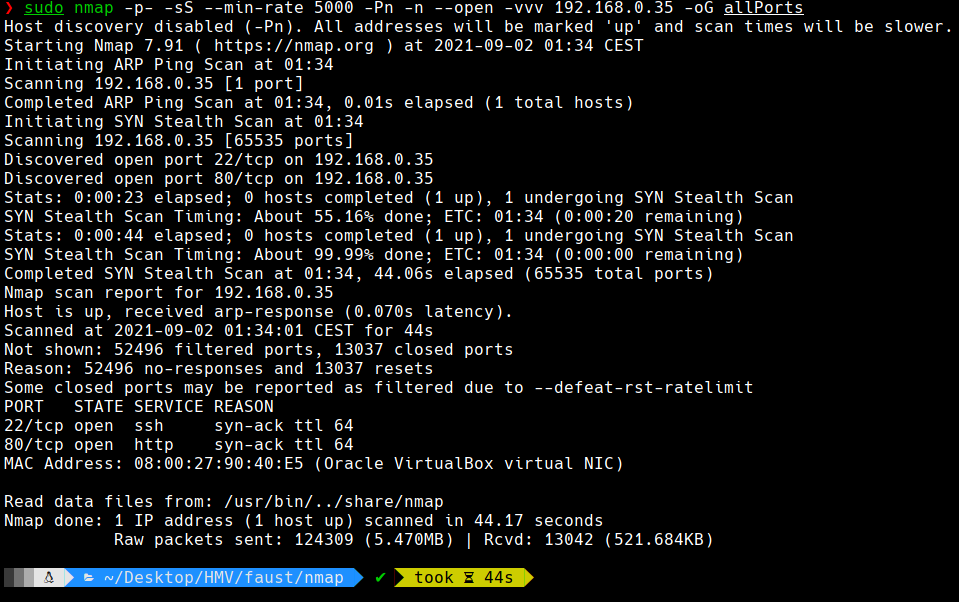 ❯ sudo nmap -p- -sS --min-rate 5000 -Pn -n --open -vvv 192.168.0.35 -oG allPorts
Host discovery disabled (-Pn). All addresses will be marked 'up' and scan times will be slower.
Starting Nmap 7.91 ( https://nmap.org ) at 2021-09-02 01:34 CEST
Initiating ARP Ping Scan at 01:34
Scanning 192.168.0.35 [1 port]
Completed ARP Ping Scan at 01:34, 0.01s elapsed (1 total hosts)
Initiating SYN Stealth Scan at 01:34
Scanning 192.168.0.35 [65535 ports]
Discovered open port 22/tcp on 192.168.0.35
Discovered open port 80/tcp on 192.168.0.35
Stats: 0:00:23 elapsed; 0 hosts completed (1 up), 1 undergoing SYN Stealth Scan
SYN Stealth Scan Timing: About 55.16% done; ETC: 01:34 (0:00:20 remaining)
Stats: 0:00:44 elapsed; 0 hosts completed (1 up), 1 undergoing SYN Stealth Scan
SYN Stealth Scan Timing: About 99.99% done; ETC: 01:34 (0:00:00 remaining)
Completed SYN Stealth Scan at 01:34, 44.06s elapsed (65535 total ports)
Nmap scan report for 192.168.0.35
Host is up, received arp-response (0.070s latency).
Scanned at 2021-09-02 01:34:01 CEST for 44s
Not shown: 52496 filtered ports, 13037 closed ports
Reason: 52496 no-responses and 13037 resets
Some closed ports may be reported as filtered due to --defeat-rst-ratelimit
PORT   STATE SERVICE REASON
22/tcp open  ssh     syn-ack ttl 64
80/tcp open  http    syn-ack ttl 64
MAC Address: 08:00:27:90:40:E5 (Oracle VirtualBox virtual NIC)
Read data files from: /usr/bin/../share/nmap
Nmap done: 1 IP address (1 host up) scanned in 44.17 seconds
Raw packets sent: 124309 (5.470MB) | Rcvd: 13042 (521.684KB)
~/Desktop/HMV/faust/nmap ✔ took ⌛ 44s